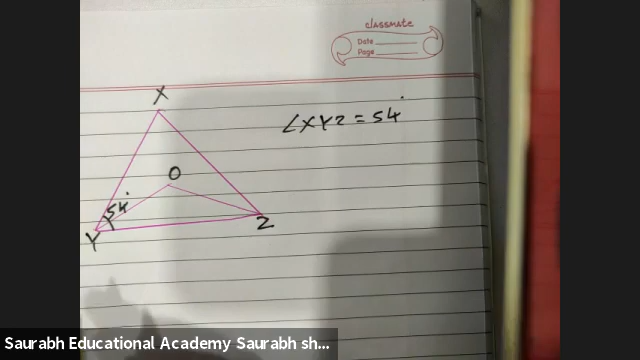 classmate
Date
Page
X
∠XYZ = 54°
O
54°
Y
Z
Saurabh Educational Academy Saurabh sh...